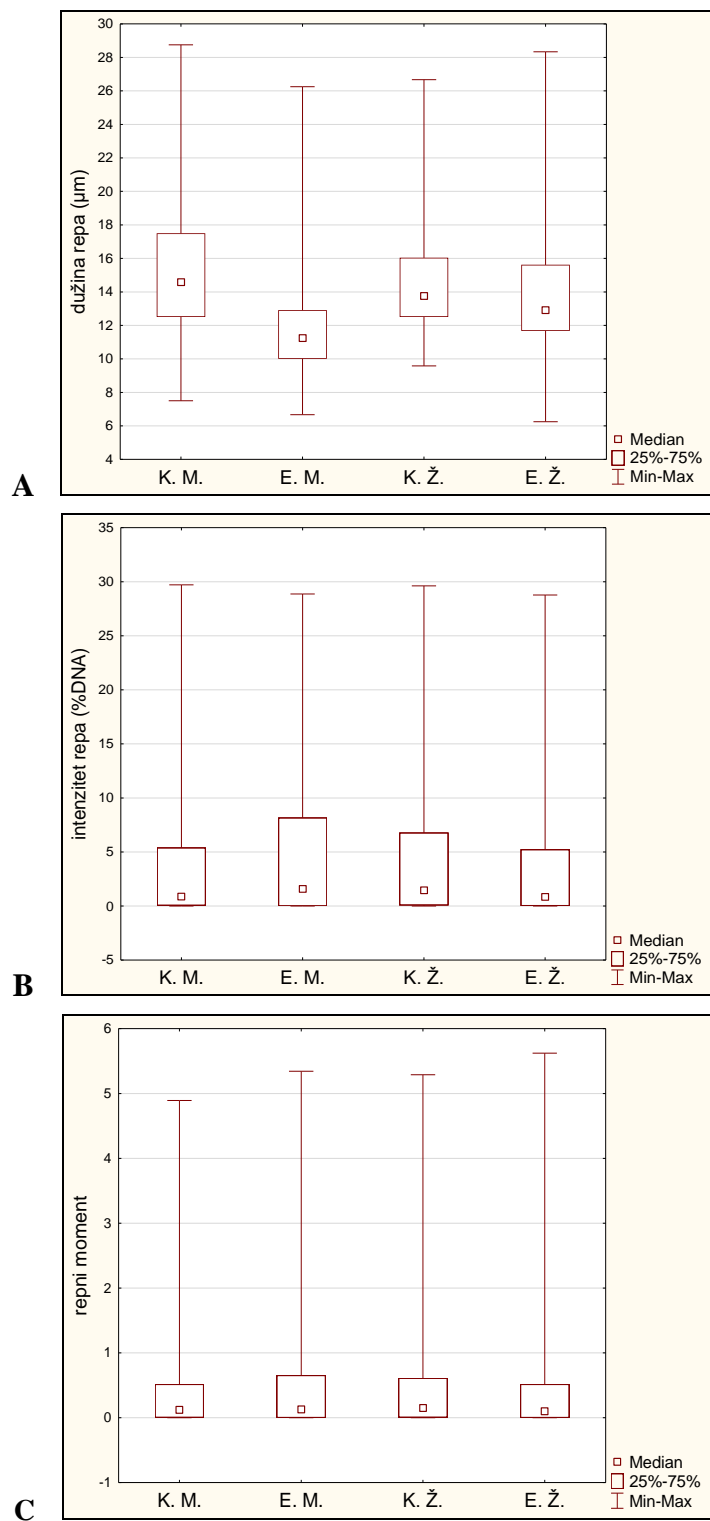 30
28
26
24
22
20
18
16
14
12
10
8
6
4
dužina repa (µm)
K. M. E. M. K. Ž. E. Ž.
Median
25%-75%
Min-Max
A
35
30
25
20
15
10
5
0
-5
intenzitet repa (%DNA)
K. M. E. M. K. Ž. E. Ž.
Median
25%-75%
Min-Max
B
6
5
4
3
2
1
0
-1
repni moment
K. M. E. M. K. Ž. E. Ž.
Median
25%-75%
Min-Max
C